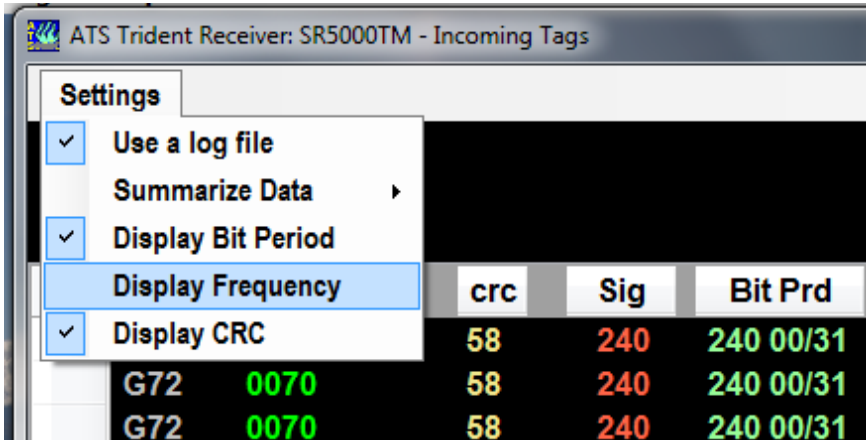 ATS Trident Receiver: SR5000TM - Incoming Tags
Settings
Use a log file
Summarize Data
Display Bit Period
Display Frequency
Display CRC
crc Sig Bit Prd
58 240 240 00/31
G72 0070 58 240 240 00/31
G72 0070 58 240 240 00/31